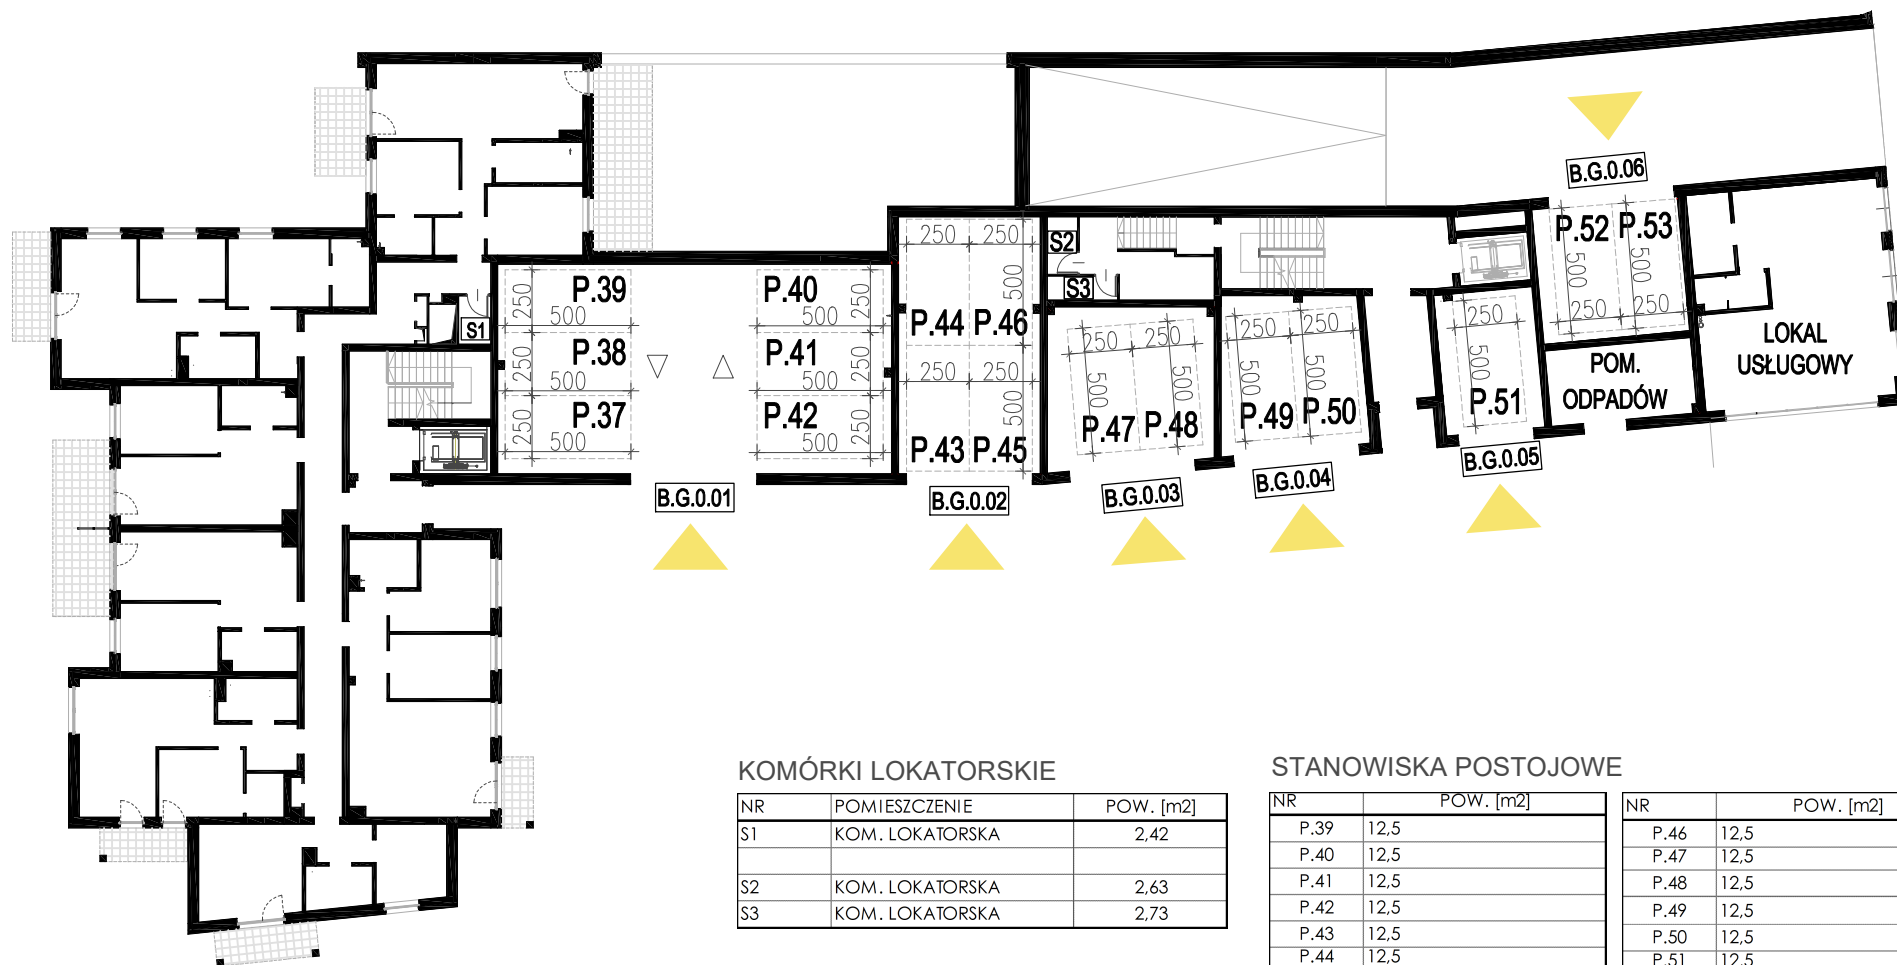 B.G.0.06
P.52 P.53
500 500
250 250
250 250
S2
500
S3
P.39
250
500
P.40
250
500
S1
P.44 P.46
P.38
250
500
P.41
500
250 250
500
P.37
250
500
P.42
250
500
P.43 P.45
250 250
500 500
P.47 P.48
250 250
500 500
P.49 P.50
250
500
P.51
POM.
ODPADÓW
LOKAL
USŁUGOWY
B.G.0.01
B.G.0.02
B.G.0.03
B.G.0.04
B.G.0.05
KOMÓRKI LOKATORSKIE
NR POMIESZCZENIE POW. [m2]
S1 KOM. LOKATORSKA 2,42
S2 KOM. LOKATORSKA 2,63
S3 KOM. LOKATORSKA 2,73
STANOWISKA POSTOJOWE
NR POW. [m2]
P.39 12,5
P.40 12,5
P.41 12,5
P.42 12,5
P.43 12,5
P.44 12,5
NR POW. [m2]
P.46 12,5
P.47 12,5
P.48 12,5
P.49 12,5
P.50 12,5
P.51 12,5